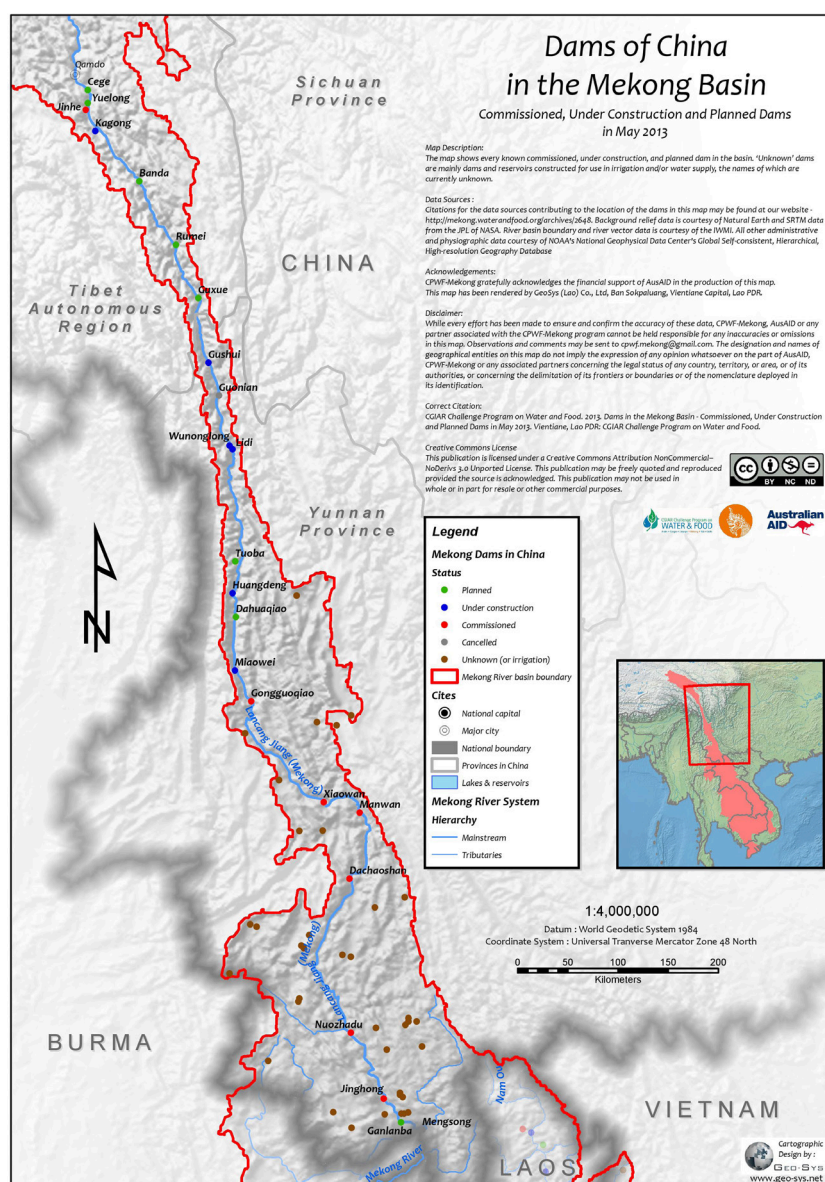 Dams of China
in the Mekong Basin
Commissioned, Under Construction and Planned Dams
in May 2013
Map Description:
The map shows every known commissioned, under construction, and planned dam in the basin. 'Unknown' dams
are mainly dams and reservoirs constructed for use in irrigation and/or water supply, the names of which are
currently unknown.
Data Sources :
Citations for the data sources contributing to the location of the dams in this map may be found at our website -
http://mekong.waterandfood.org/archives/2648. Background relief data is courtesy of Natural Earth and SRTM data
from the JPL of NASA. River basin boundary and river vector data is courtesy of the IWMI. All other administrative
and physiographic data courtesy of NOAA's National Geophysical Data Center's Global Self-consistent, Hierarchical,
High-resolution Geography Database
Acknowledgements:
CPWF-Mekong gratefully acknowledges the financial support of AusAID in the production of this map.
This map has been rendered by GeoSys (Lao) Co., Ltd, Ban Sokpaluang, Vientiane Capital, Lao PDR.
Disclaimer:
While every effort has been made to ensure and confirm the accuracy of these data, CPWF-Mekong, AusAID or any
partner associated with the CPWF-Mekong program cannot be held responsible for any inaccuracies or omissions
in this map. Observations and comments may be sent to cpwf.mekong@gmail.com. The designation and names of
geographical entities on this map do not imply the expression of any opinion whatsoever on the part of AusAID,
CPWF-Mekong or any associated partners concerning the legal status of any country, territory, or area, or of its
authorities, or concerning the delimitation of its frontiers or boundaries or of the nomenclature deployed in
its identification.
Correct Citation:
CGIAR Challenge Program on Water and Food. 2013. Dams in the Mekong Basin - Commissioned, Under Construction
and Planned Dams in May 2013. Vientiane, Lao PDR: CGIAR Challenge Program on Water and Food.
Creative Commons License
This publication is licensed under a Creative Commons Attribution NonCommercial–
NoDerivs 3.0 Unported License. This publication may be freely quoted and reproduced
provided the source is acknowledged. This publication may not be used in
whole or in part for resale or other commercial purposes.
cc
BY NC ND
CGIAR Challenge Program on
WATER & FOOD
Australian
AID
Qamdo
Cege
Yuelong
Jinhe
Kagong
Banda
Rumei
Guxue
Gushui
Guonian
Wunonglong
Lidi
Tuoba
Huangdeng
Dahuaqiao
Miaowei
Gongguoqiao
Lancang Jiang (Mekong)
Xiaowan
Manwan
Dachaoshan
Lancang Jiang (Mekong)
Nuozhadu
Jinghong
Mengsong
Ganlanba
Mekong River
Nam Ou
Sichuan
Province
CHINA
Tibet
Autonomous
Region
Yunnan
Province
BURMA
LAOS
VIETNAM
N
Legend
Mekong Dams in China
Status
Planned
Under construction
Commissioned
Cancelled
Unknown (or irrigation)
Mekong River basin boundary
Cites
National capital
Major city
National boundary
Provinces in China
Lakes & reservoirs
Mekong River System
Hierarchy
Mainstream
Tributaries
1:4,000,000
Datum : World Geodetic System 1984
Coordinate System : Universal Tranverse Mercator Zone 48 North
0 50 100 150 200
Kilometers
Cartographic
Design by :
GEO-SYS
www.geo-sys.net